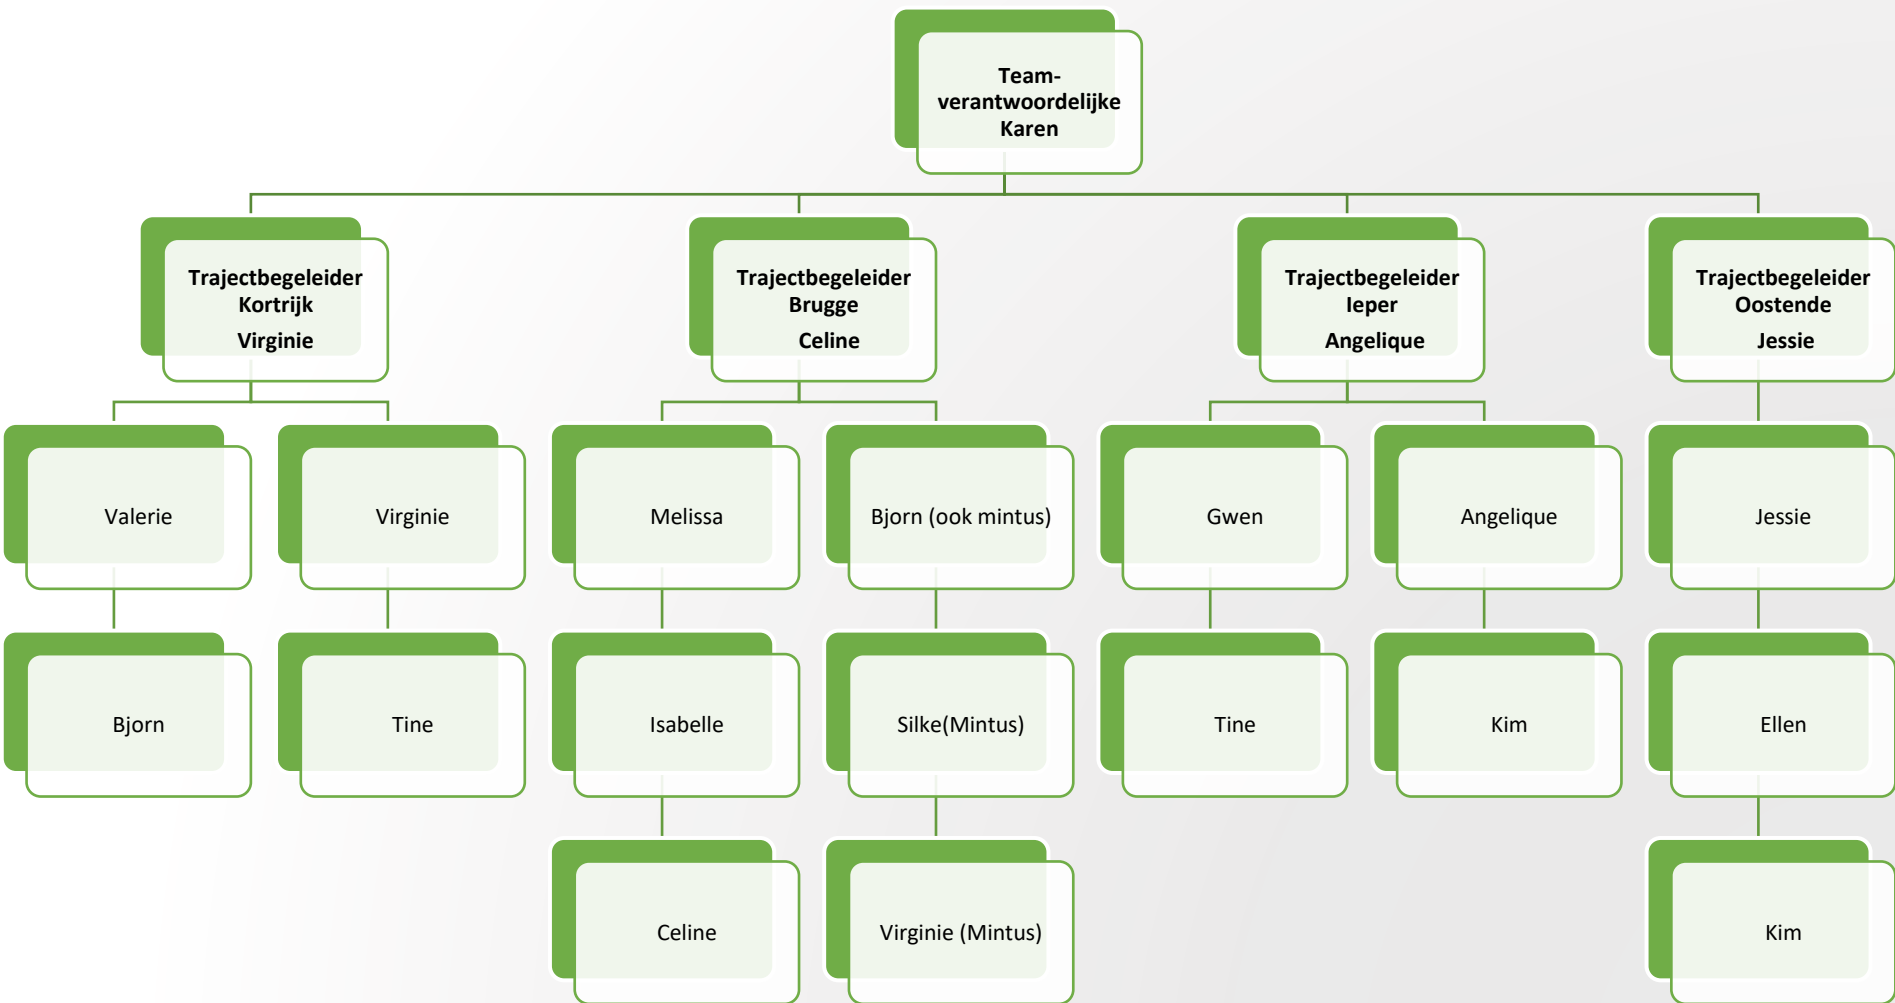 Team-
verantwoordelijke
Karen
Trajectbegeleider
Kortrijk
Virginie
Trajectbegeleider
Brugge
Celine
Trajectbegeleider
Ieper
Angelique
Trajectbegeleider
Oostende
Jessie
Valerie
Virginie
Melissa
Bjorn (ook mintus)
Gwen
Angelique
Jessie
Bjorn
Tine
Isabelle
Silke(Mintus)
Tine
Kim
Ellen
Celine
Virginie (Mintus)
Kim